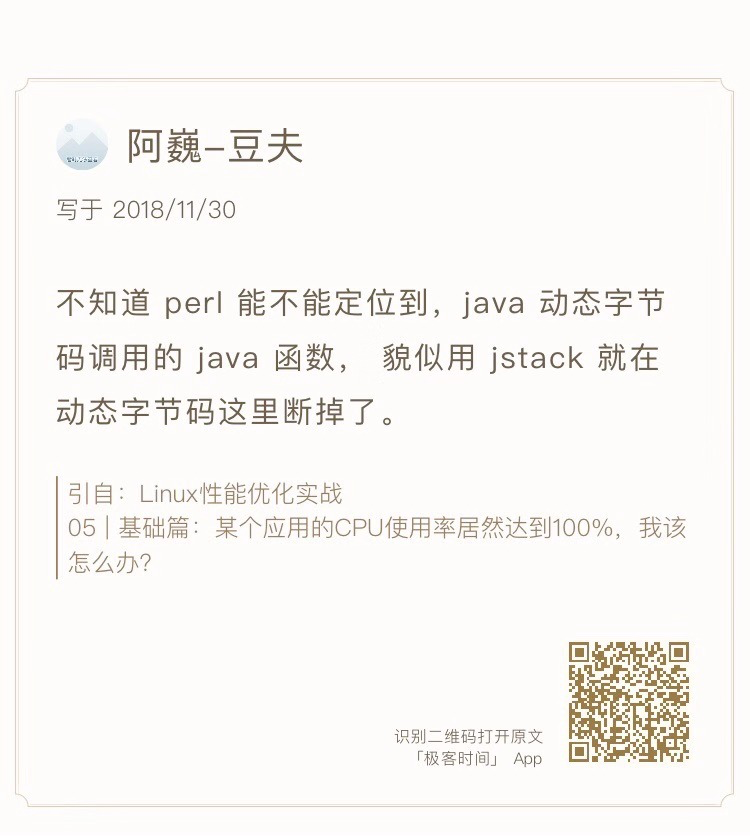 阿巍-豆夫
写于 2018/11/30
不知道 perl 能不能定位到，java 动态字节
码调用的 java 函数， 貌似用 jstack 就在
动态字节码这里断掉了。
引自：Linux性能优化实战
05 | 基础篇：某个应用的CPU使用率居然达到100%，我该
怎么办?
识别二维码打开原文
「极客时间」 App